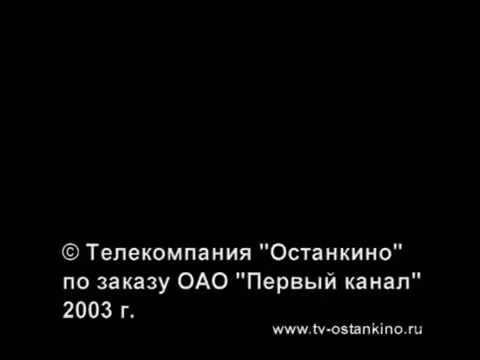 © Телекомпания "Останкино"
по заказу ОАО "Первый канал"
2003 г.
www.tv-ostankino.ru